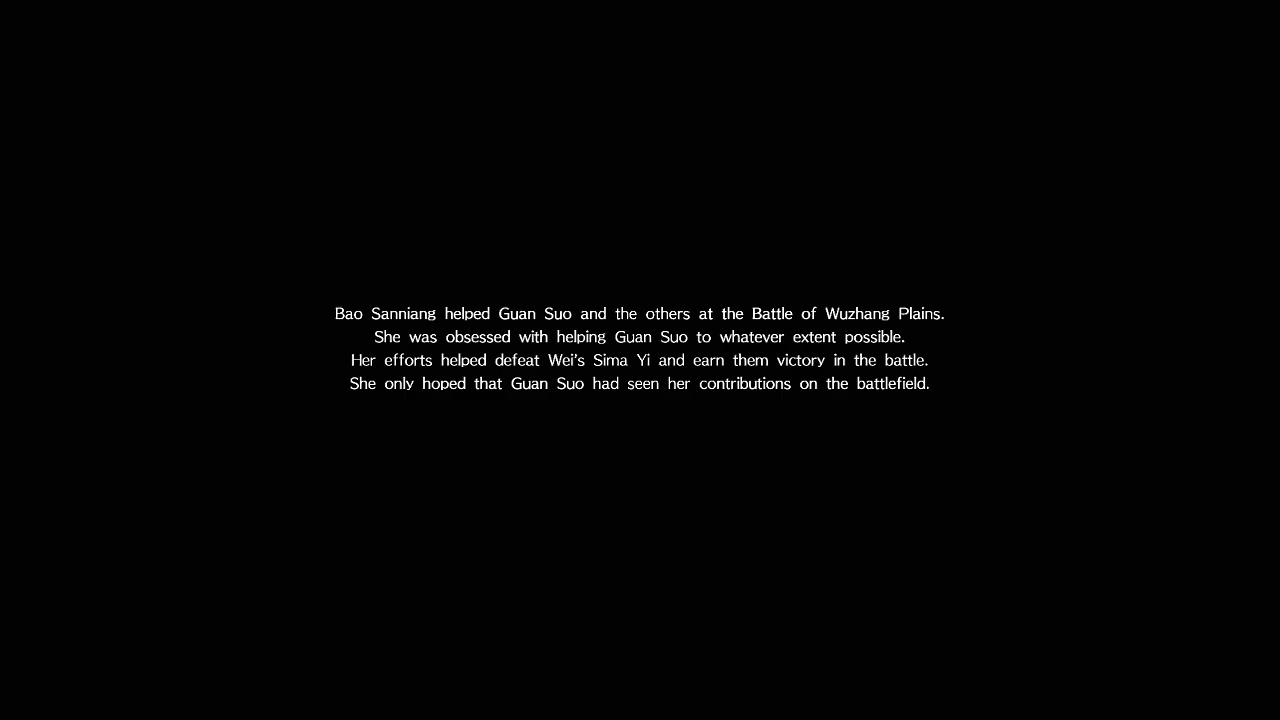 Bao Sanniang helped Guan Suo and the others at the Battle of Wuzhang Plains.
She was obsessed with helping Guan Suo to whatever extent possible.
Her efforts helped defeat Wei's Sima Yi and earn them victory in the battle.
She only hoped that Guan Suo had seen her contributions on the battlefield.